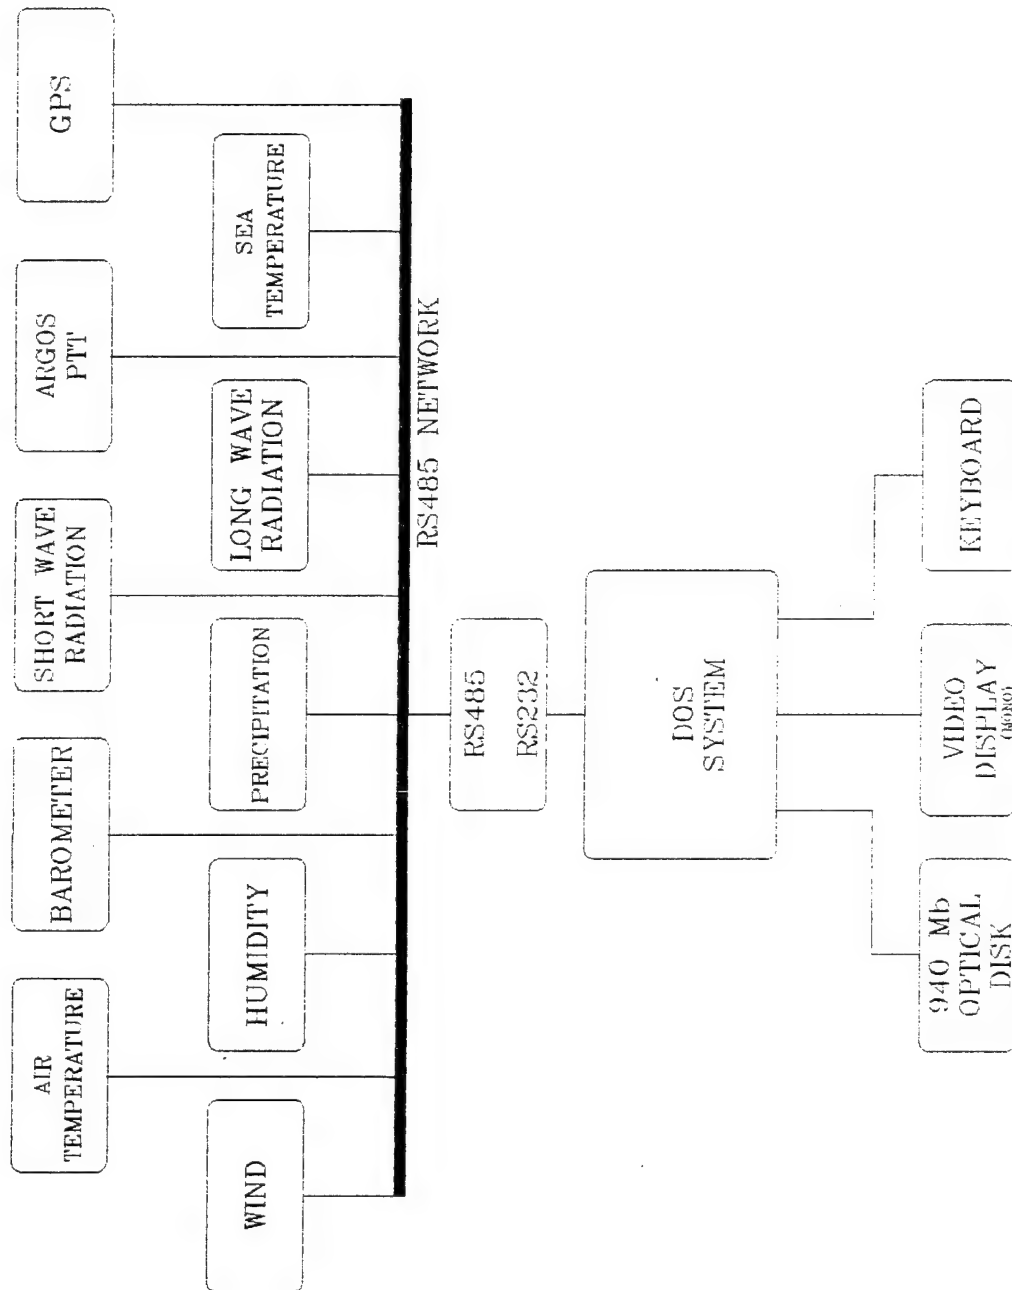 AIR
TEMPERATURE
BAROMETER
SHORT WAVE
RADIATION
ARGOS
PTT
GPS
WIND
HUMIDITY
PRECIPITATION
LONG WAVE
RADIATION
SEA
TEMPERATURE
RS485 NETWORK
RS485
RS232
DOS
SYSTEM
940 Mb
OPTICAL
DISK
VIDEO
DISPLAY
(MONO)
KEYBOARD